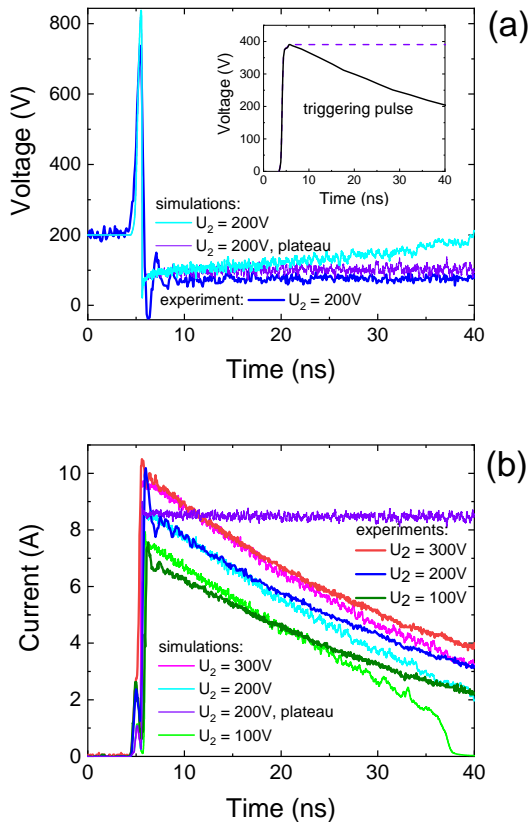 (a)
800
600
400
200
0
Voltage (V)
0 10 20 30 40
Time (ns)
400
300
200
100
0
Voltage (V)
triggering pulse
0 10 20 30 40
Time (ns)
simulations:
U2 = 200V
U2 = 200V, plateau
experiment: U2 = 200V
(b)
10
8
6
4
2
0
Current (A)
experiments:
U2 = 300V
U2 = 200V
U2 = 100V
simulations:
U2 = 300V
U2 = 200V
U2 = 200V, plateau
U2 = 100V
0 10 20 30 40
Time (ns)